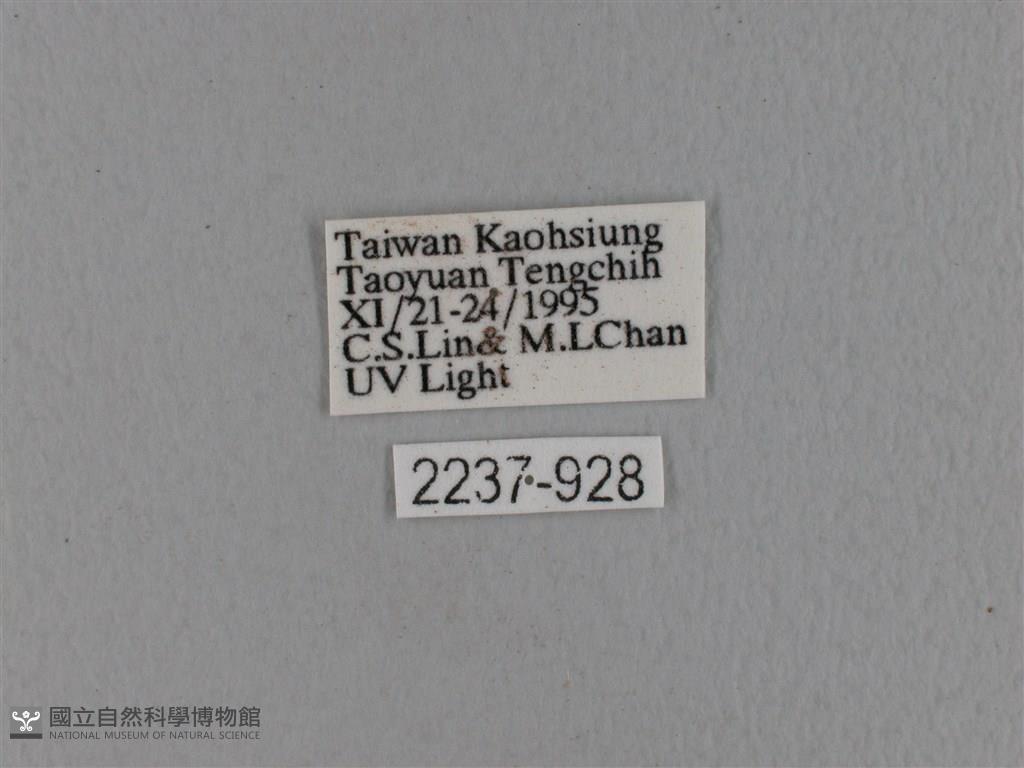 Taiwan Kaohsiung
Taoyuan Tengchih
XI/21-24/1995
C.S.Lin& M.LChan
UV Light
2237-928
國立自然科學博物館
NATIONAL MUSEUM OF NATURAL SCIENCE